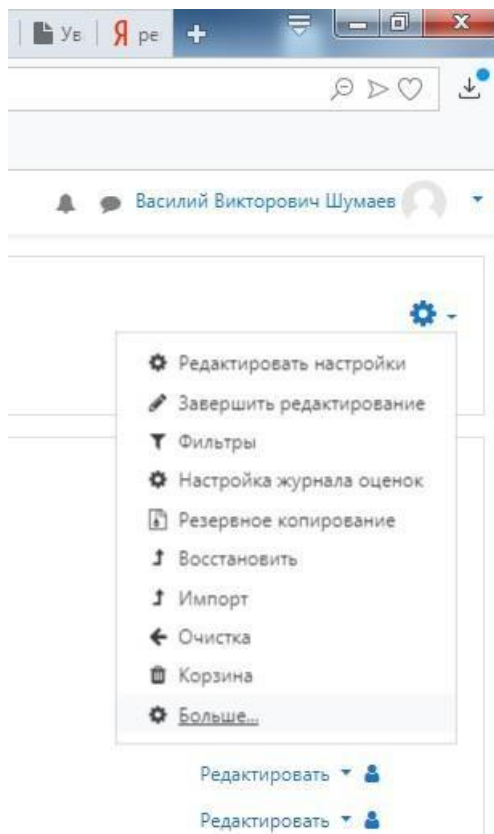 Ув Я ре
Василий Викторович Шумаев
Редактировать настройки
Завершить редактирование
Фильтры
Настройка журнала оценок
Резервное копирование
Восстановить
Импорт
Очистка
Корзина
Больше...
Редактировать
Редактировать